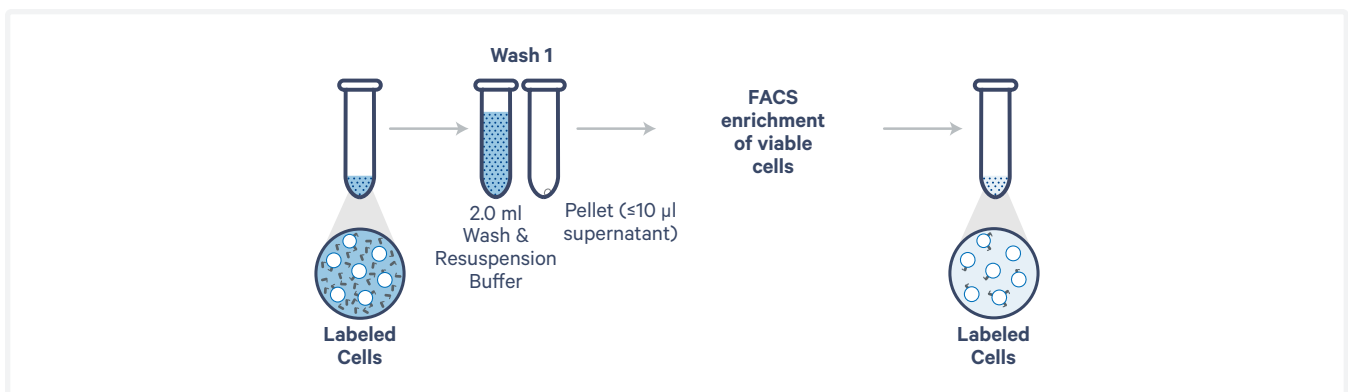 Wash 1
FACS
enrichment
of viable
cells
2.0 ml
Wash &
Resuspension
Buffer
Pellet (≤10 µl
supernatant)
Labeled
Cells
Labeled
Cells